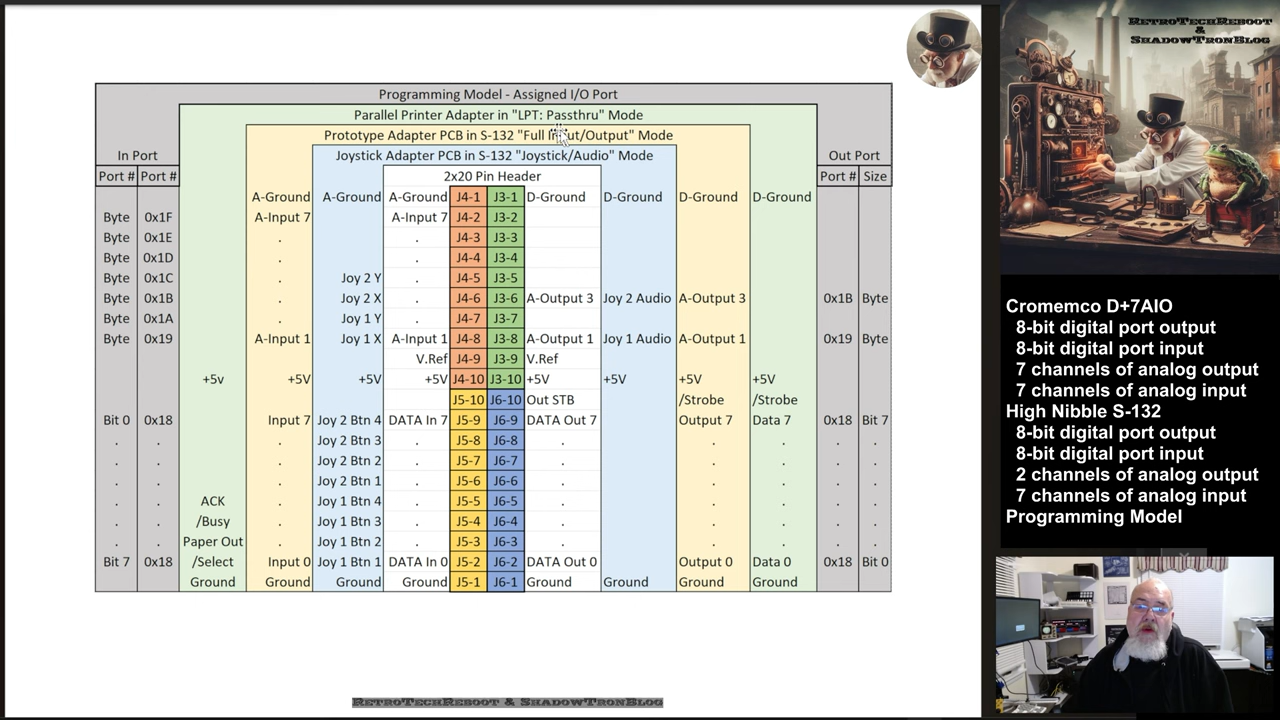 RetroTechReboot
&
ShadowTronBlog
Programming Model - Assigned I/O Port
Parallel Printer Adapter in "LPT: Passthru" Mode
Prototype Adapter PCB in S-132 "Full Input/Output" Mode
In Port Joystick Adapter PCB in S-132 "Joystick/Audio" Mode Out Port
Port # Port # 2x20 Pin Header Port # Size
A-Ground A-Ground A-Ground J4-1 J3-1 D-Ground D-Ground D-Ground D-Ground
Byte 0x1F A-Input 7 A-Input 7 J4-2 J3-2
Byte 0x1E . . J4-3 J3-3
Byte 0x1D . . J4-4 J3-4
Byte 0x1C . Joy 2 Y . J4-5 J3-5
Byte 0x1B . Joy 2 X . J4-6 J3-6 A-Output 3 Joy 2 Audio A-Output 3 0x1B Byte
Byte 0x1A . Joy 1 Y . J4-7 J3-7
Byte 0x19 A-Input 1 Joy 1 X A-Input 1 J4-8 J3-8 A-Output 1 Joy 1 Audio A-Output 1 0x19 Byte
V.Ref J4-9 J3-9 V.Ref
+5v +5V +5V +5V J4-10 J3-10 +5V +5V +5V +5V
J5-10 J6-10 Out STB /Strobe /Strobe
Bit 0 0x18 Input 7 Joy 2 Btn 4 DATA In 7 J5-9 J6-9 DATA Out 7 Output 7 Data 7 0x18 Bit 7
. . . Joy 2 Btn 3 . J5-8 J6-8 . . . . .
. . . Joy 2 Btn 2 . J5-7 J6-7 . . . . .
. . . Joy 2 Btn 1 . J5-6 J6-6 . . . . .
. . ACK . Joy 1 Btn 4 . J5-5 J6-5 . . . . .
. . /Busy . Joy 1 Btn 3 . J5-4 J6-4 . . . . .
. . Paper Out . Joy 1 Btn 2 . J5-3 J6-3 . . . . .
Bit 7 0x18 /Select Input 0 Joy 1 Btn 1 DATA In 0 J5-2 J6-2 DATA Out 0 Output 0 Data 0 0x18 Bit 0
Ground Ground Ground Ground J5-1 J6-1 Ground Ground Ground Ground
Cromemco D+7AIO
8-bit digital port output
8-bit digital port input
7 channels of analog output
7 channels of analog input
High Nibble S-132
8-bit digital port output
8-bit digital port input
2 channels of analog output
7 channels of analog input
Programming Model
RetroTechReboot & ShadowTronBlog